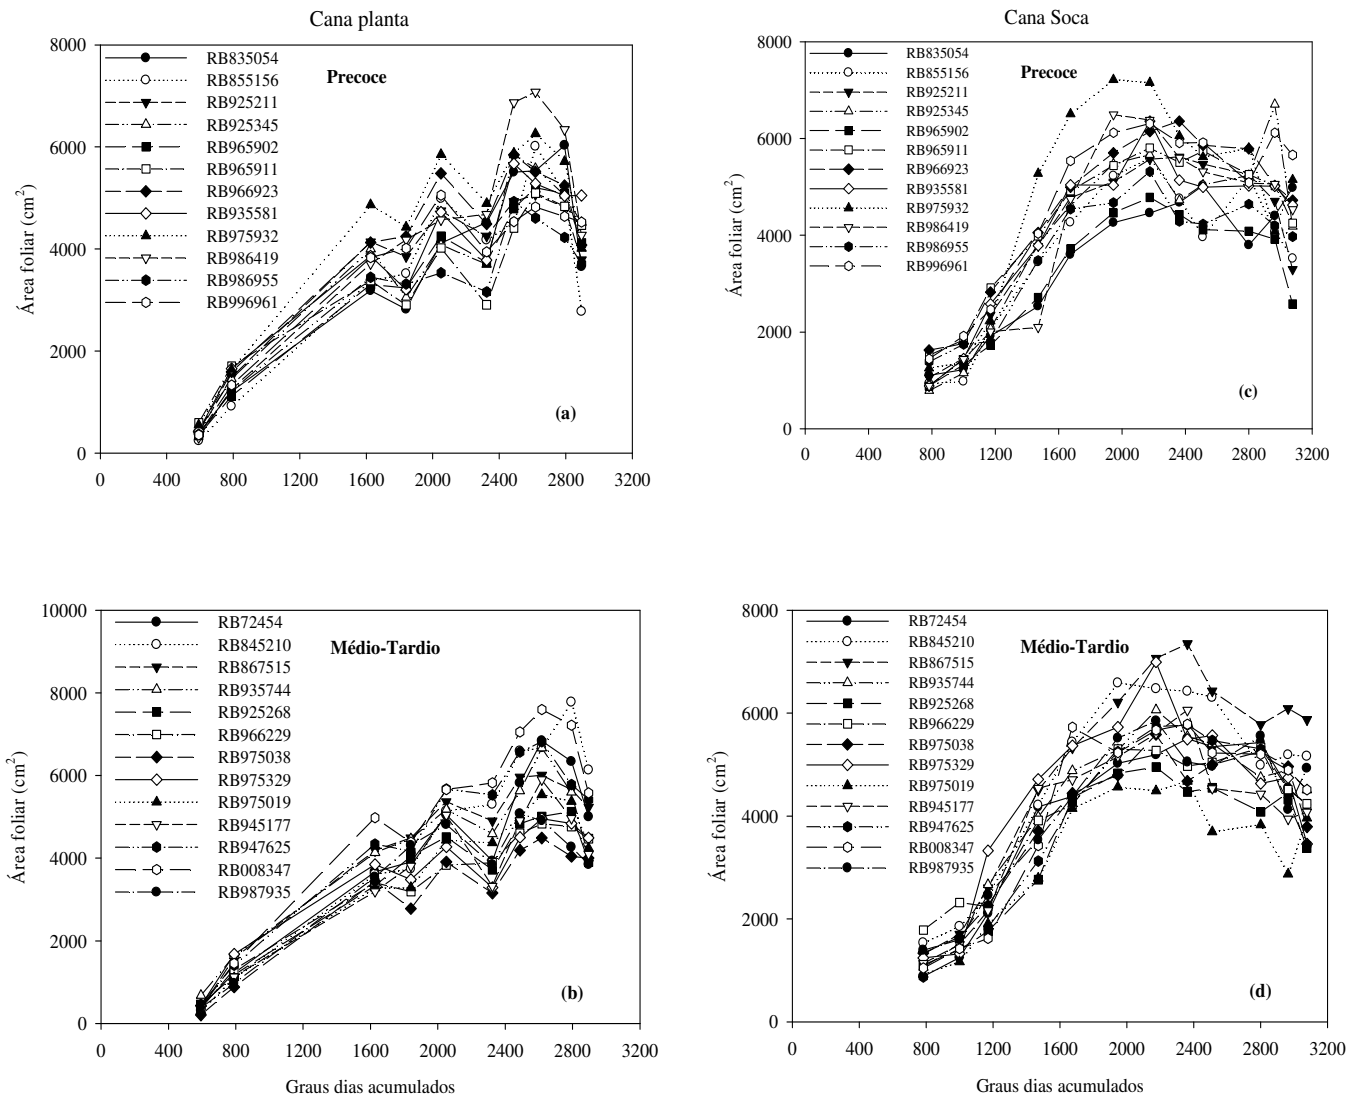 Cana planta
8000
6000
4000
2000
0
Área foliar (cm²)
RB835054
RB855156
RB925211
RB925345
RB965902
RB965911
RB966923
RB935581
RB975932
RB986419
RB986955
RB996961
Precoce
(a)
0 400 800 1200 1600 2000 2400 2800 3200
Cana Soca
8000
6000
4000
2000
0
Área foliar (cm²)
RB835054
RB855156
RB925211
RB925345
RB965902
RB965911
RB966923
RB935581
RB975932
RB986419
RB986955
RB996961
Precoce
(c)
0 400 800 1200 1600 2000 2400 2800 3200
10000
8000
6000
4000
2000
0
Área foliar (cm²)
RB72454
RB845210
RB867515
RB935744
RB925268
RB966229
RB975038
RB975329
RB975019
RB945177
RB947625
RB008347
RB987935
Médio-Tardio
(b)
0 400 800 1200 1600 2000 2400 2800 3200
Graus dias acumulados
8000
6000
4000
2000
0
Área foliar (cm²)
RB72454
RB845210
RB867515
RB935744
RB925268
RB966229
RB975038
RB975329
RB975019
RB945177
RB947625
RB008347
RB987935
Médio-Tardio
(d)
0 400 800 1200 1600 2000 2400 2800 3200
Graus dias acumulados